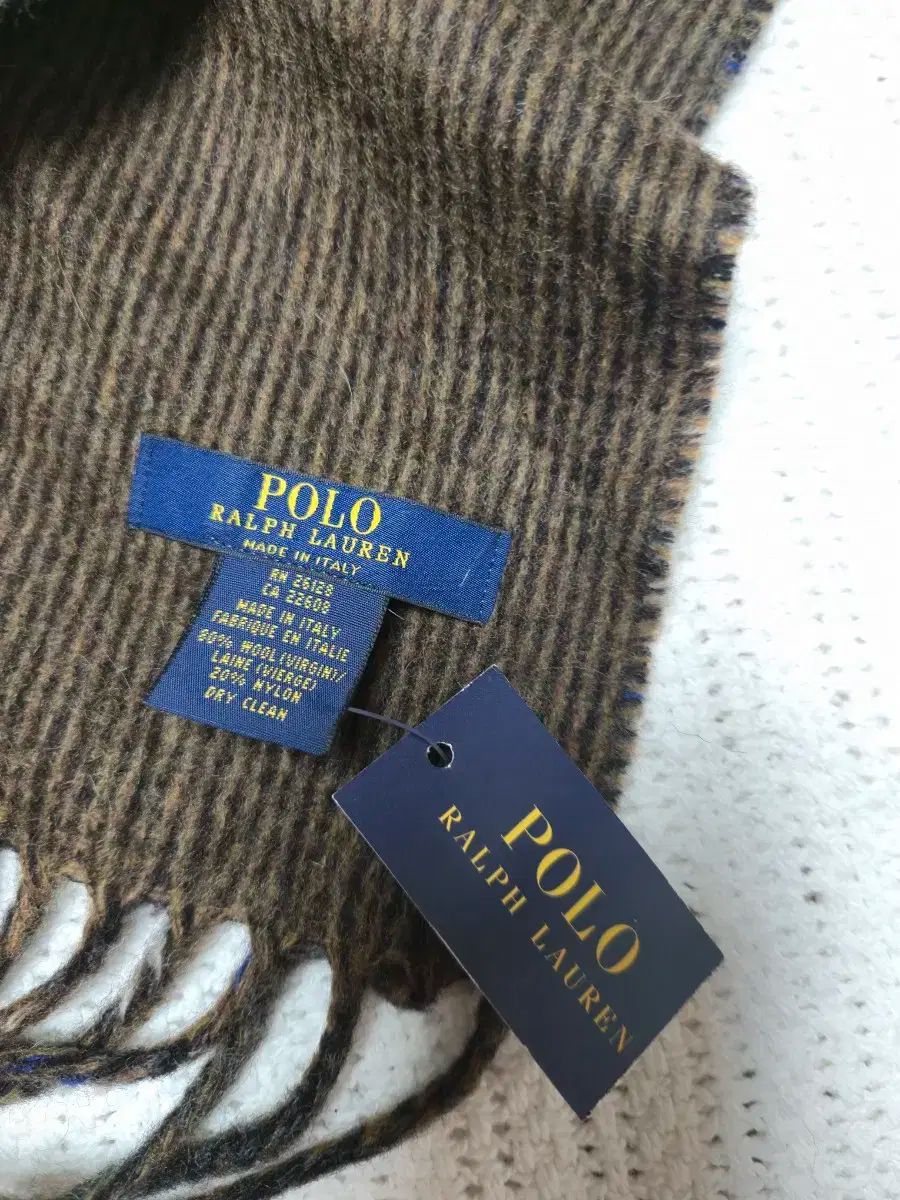 POLO
RALPH LAUREN
MADE IN ITALY
RN 26128
CA 22608
MADE IN ITALY
FABRIQUE EN ITALIE
80% WOOL(VIRGIN)/
LAINE (VIERGE)
20% NYLON
DRY CLEAN
POLO
RALPH LAUREN